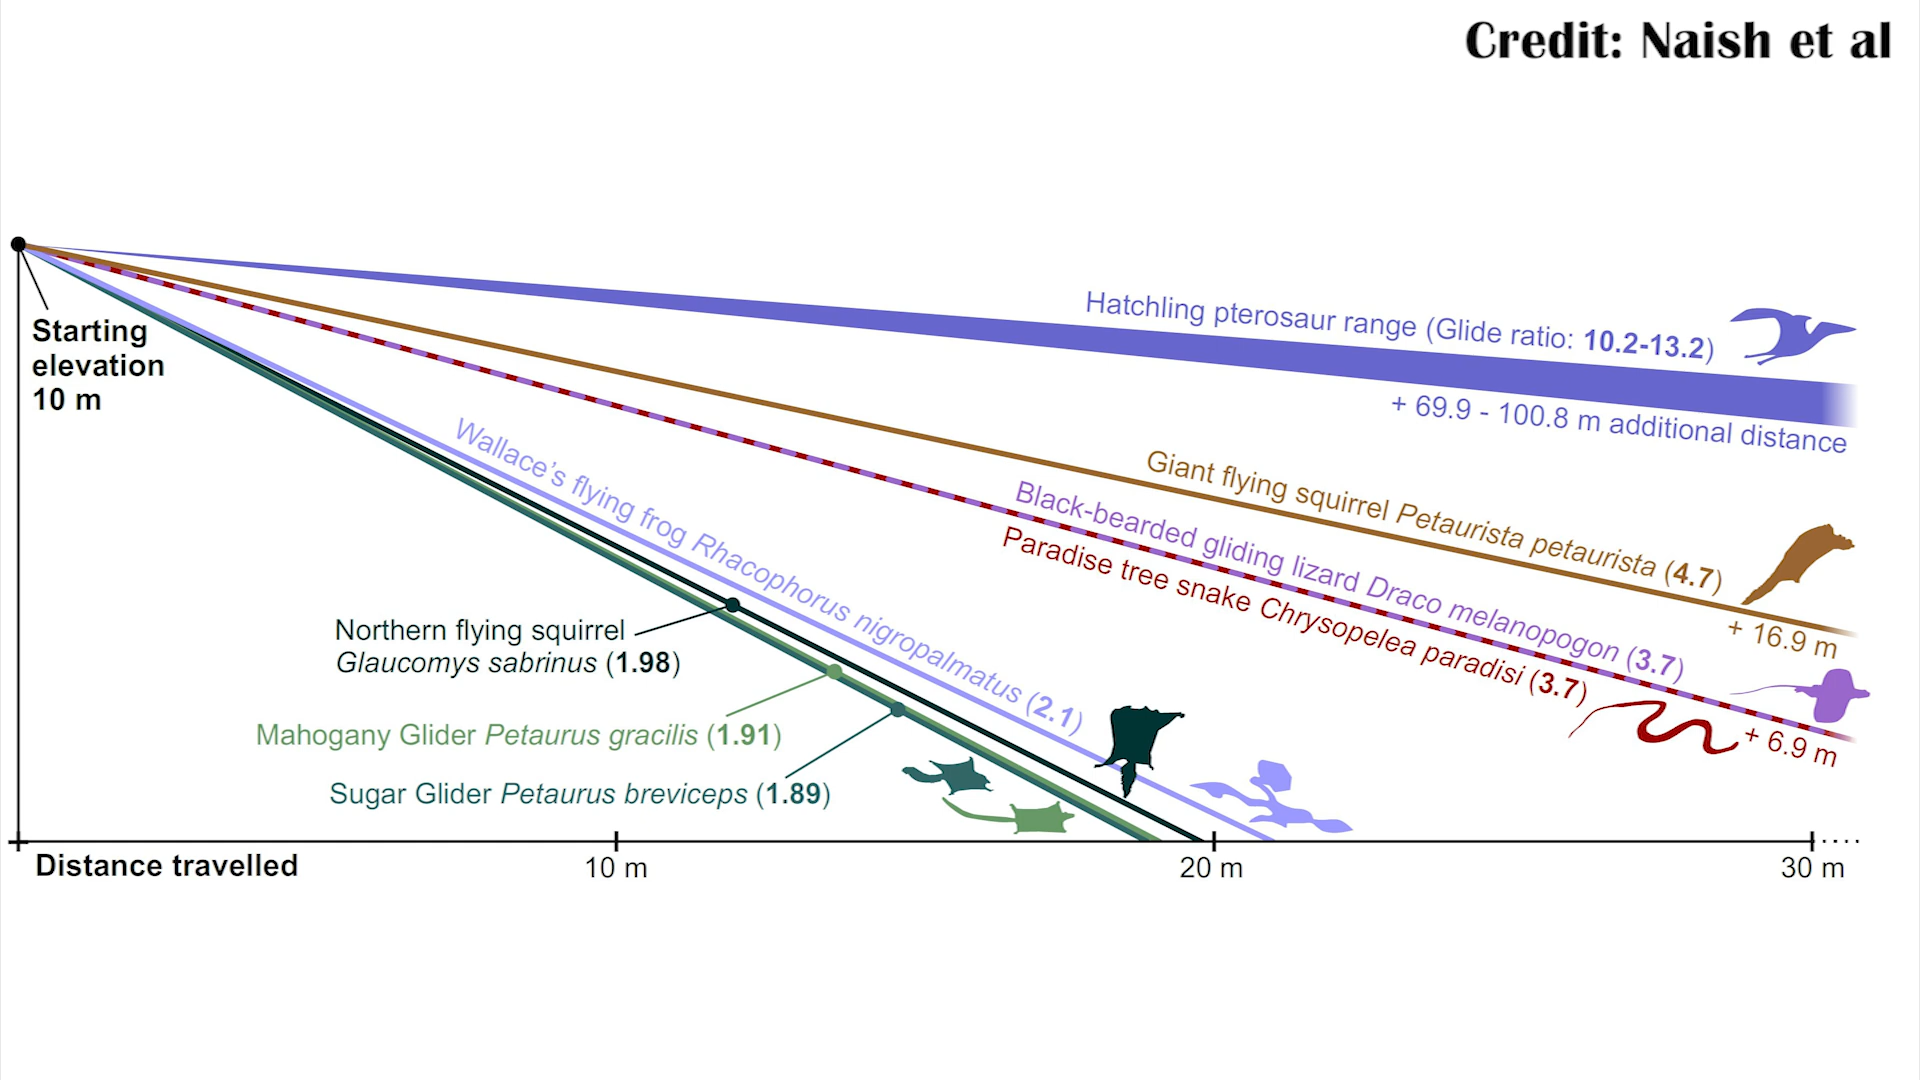 Credit: Naish et al
Starting
elevation
10 m
Hatchling pterosaur range (Glide ratio: 10.2-13.2)
+ 69.9 - 100.8 m additional distance
Giant flying squirrel Petaurista petaurista (4.7)
+ 16.9 m
Black-bearded gliding lizard Draco melanopogon (3.7)
Paradise tree snake Chrysopelea paradisi (3.7)
+ 6.9 m
Wallace's flying frog Rhacophorus nigropalmatus (2.1)
Northern flying squirrel
Glaucomys sabrinus (1.98)
Mahogany Glider Petaurus gracilis (1.91)
Sugar Glider Petaurus breviceps (1.89)
Distance travelled
10 m
20 m
30 m